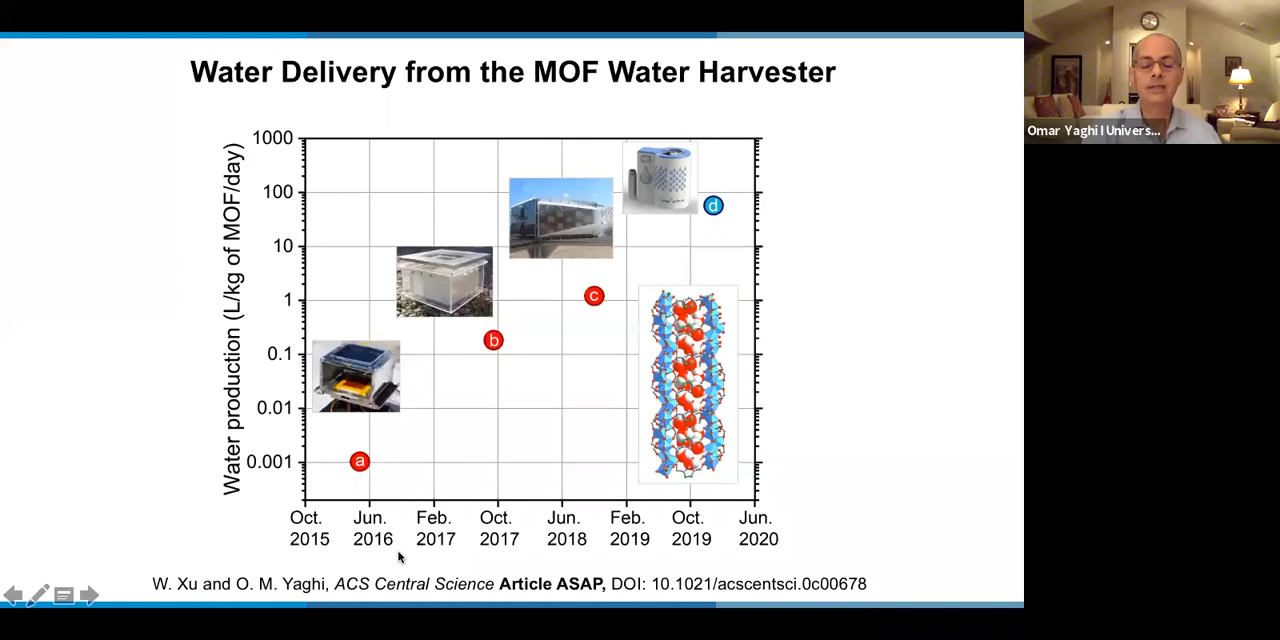 Water Delivery from the MOF Water Harvester
Omar Yaghi I Univers...
Water production (L/kg of MOF/day)
1000
100
10
1
0.1
0.01
0.001
a
b
c
d
Oct. 2015
Jun. 2016
Feb. 2017
Oct. 2017
Jun. 2018
Feb. 2019
Oct. 2019
Jun. 2020
W. Xu and O. M. Yaghi, ACS Central Science Article ASAP, DOI: 10.1021/acscentsci.0c00678